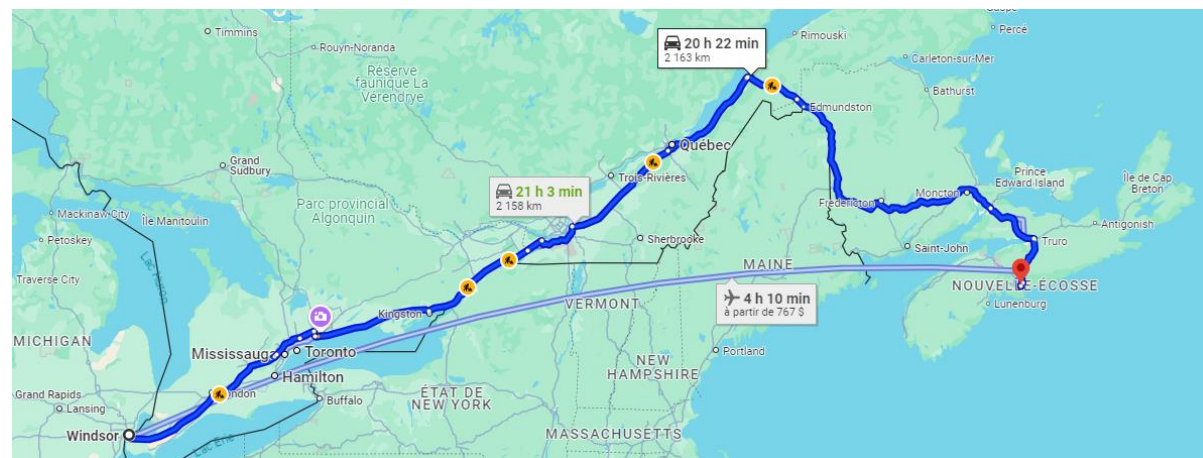 Timmins
Rouyn-Noranda
Réserve
faunique La
Vérendrye
20 h 22 min
2 163 km
Rimouski
Percé
Carleton-sur-Mer
Bathurst
Edmundston
Grand
Sudbury
Québec
Trois-Rivières
Prince
Edward Island
Île de Cap
Breton
Moncton
Antigonish
Parc provincial
Algonquin
21 h 3 min
2 158 km
Sherbrooke
Fredericton
Saint-John
Truro
Mackinaw City
Île Manitoulin
Petoskey
Traverse City
MAINE
NOUVELLE-ÉCOSSE
Lunenburg
4 h 10 min
à partir de 767 $
VERMONT
Kingston
MICHIGAN
Mississauga
Toronto
Hamilton
Portland
NEW
HAMPSHIRE
Grand Rapids
Lansing
London
Buffalo
ÉTAT DE
NEW YORK
Windsor
Lac Érié
MASSACHUSETTS